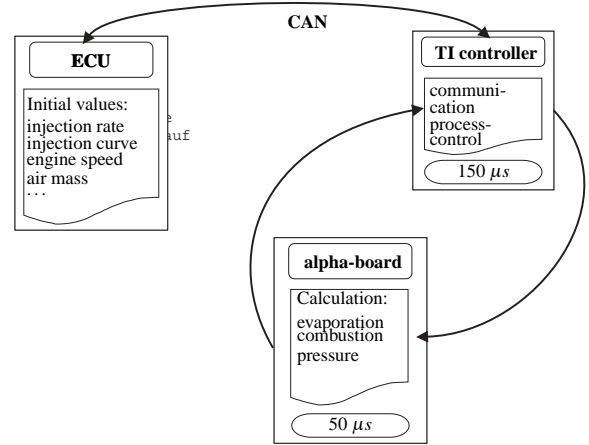 CAN
ECU
Initial values:
injection rate
injection curve
engine speed
air mass
...
auf
TI controller
communi-
cation
process-
control
150 μs
alpha-board
Calculation:
evaporation
combustion
pressure
50 μs